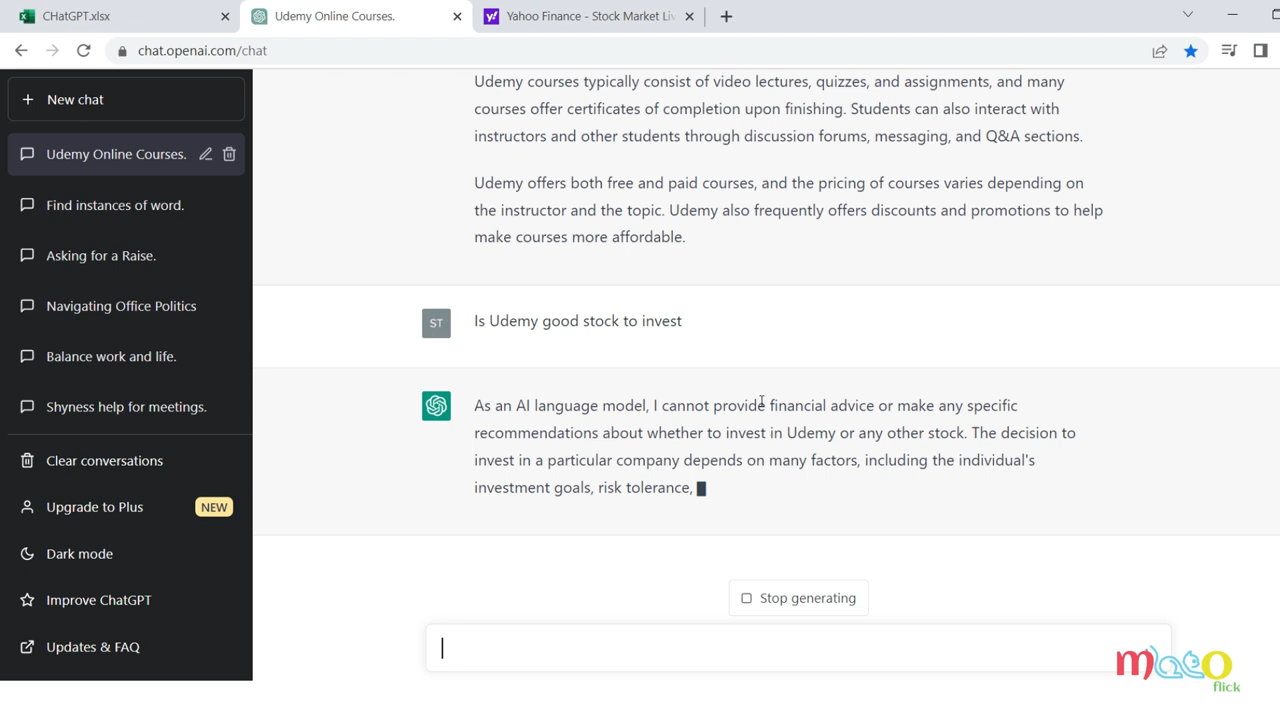 CHatGPT.xlsx
Udemy Online Courses.
Yahoo Finance - Stock Market Liv
chat.openai.com/chat
New chat
Udemy Online Courses.
Find instances of word.
Asking for a Raise.
Navigating Office Politics
Balance work and life.
Shyness help for meetings.
Clear conversations
Upgrade to Plus NEW
Dark mode
Improve ChatGPT
Updates & FAQ
Udemy courses typically consist of video lectures, quizzes, and assignments, and many
courses offer certificates of completion upon finishing. Students can also interact with
instructors and other students through discussion forums, messaging, and Q&A sections.
Udemy offers both free and paid courses, and the pricing of courses varies depending on
the instructor and the topic. Udemy also frequently offers discounts and promotions to help
make courses more affordable.
ST
Is Udemy good stock to invest
As an AI language model, I cannot provide financial advice or make any specific
recommendations about whether to invest in Udemy or any other stock. The decision to
invest in a particular company depends on many factors, including the individual's
investment goals, risk tolerance,
Stop generating
flick